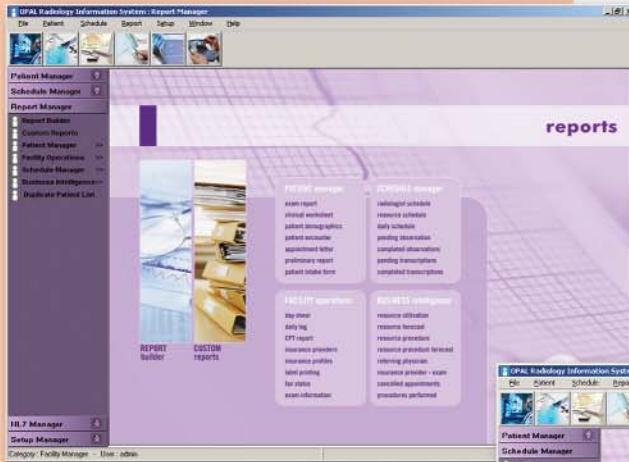 OPAL Radiology Information System : Report Manager
File Patient Schedule Report Setup Window Help
Patient Manager
Schedule Manager
Report Manager
Report Builder
Custom Reports
Patient Manager >>
Facility Operations >>
Schedule Manager >>
Business Intelligence >>
Duplicate Patient List
HL7 Manager
Setup Manager
Category : Facility Manager - User : admin
reports
REPORT builder
CUSTOM reports
PATIENT manager
exam report
clinical worksheet
patient demographics
patient encounter
appointment letter
preliminary report
patient intake form
SCHEDULE manager
radiologist schedule
resource schedule
daily schedule
pending observation
completed observations
pending transcriptions
completed transcriptions
FACILITY operations
day sheet
daily log
CPT report
insurance providers
insurance profiles
label printing
fax status
exam information
BUSINESS intelligence
resource utilization
resource forecast
resource procedure
resource procedure forecast
referring physician
insurance provider - exam
cancelled appointments
procedures performed
OPAL Radiology Information Syste
File Patient Schedule Repo
Patient Manager
Schedule Manager